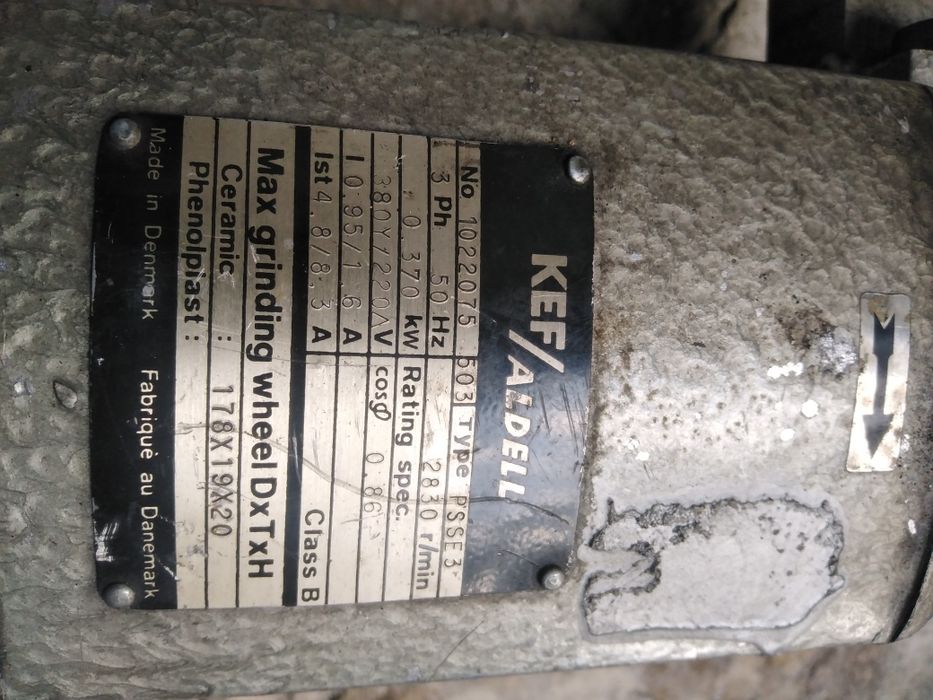 KEF/ALDELL
No 1022075 503 Type PSSE3
3 Ph 50 Hz 2830 r/min
0.370 kW Rating spec.
380Y/220ΔV cosφ 0.86
I 0.95/1.6 A
Ist 4.8/8.3 A Class B
Max grinding wheel DxTxH
Ceramic : 178X19X20
Phenolplast :
Made in Denmark Fabriqué au Danemark